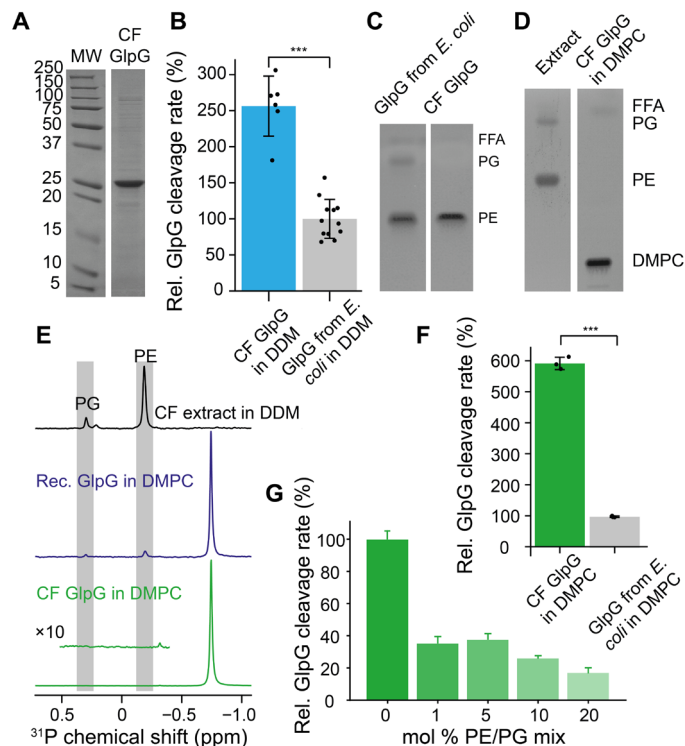 A
MW
CF
GlpG
250
150
100
75
50
37
25
20
15
10
5
B
Rel. GlpG cleavage rate (%)
300
250
200
150
100
50
0
***
CF GlpG
in DDM
GlpG from E.
coli in DDM
C
GlpG from E. coli
CF GlpG
FFA
PG
PE
D
Extract
CF GlpG
in DMPC
FFA
PG
PE
DMPC
E
PG
PE
CF extract in DDM
Rec. GlpG in DMPC
CF GlpG in DMPC
×10
0.5
0
−0.5
−1.0
31P chemical shift (ppm)
F
Rel. GlpG cleavage rate (%)
600
500
400
300
200
100
0
***
CF GlpG
in DMPC
GlpG from E.
coli in DMPC
G
Rel. GlpG cleavage rate (%)
100
80
60
40
20
0
0
1
5
10
20
mol % PE/PG mix